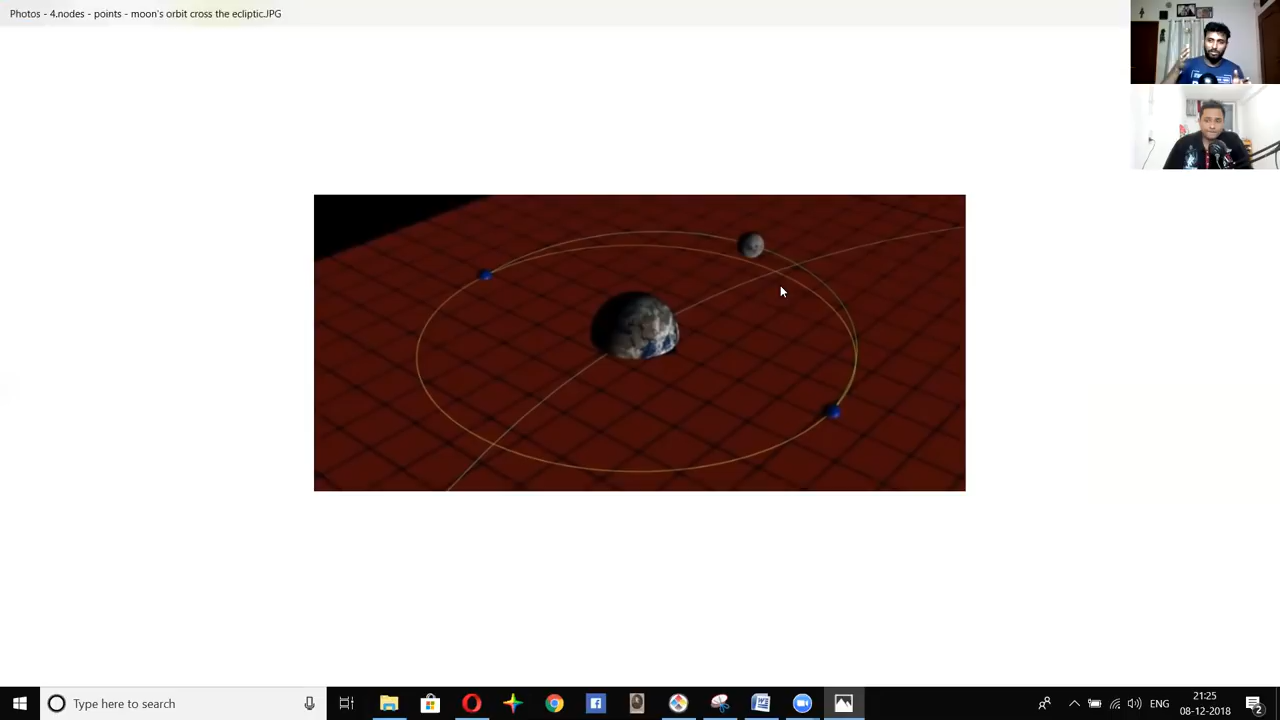 Photos - 4.nodes - points - moon's orbit cross the ecliptic.JPG
Type here to search
ENG
21:25
08-12-2018
2